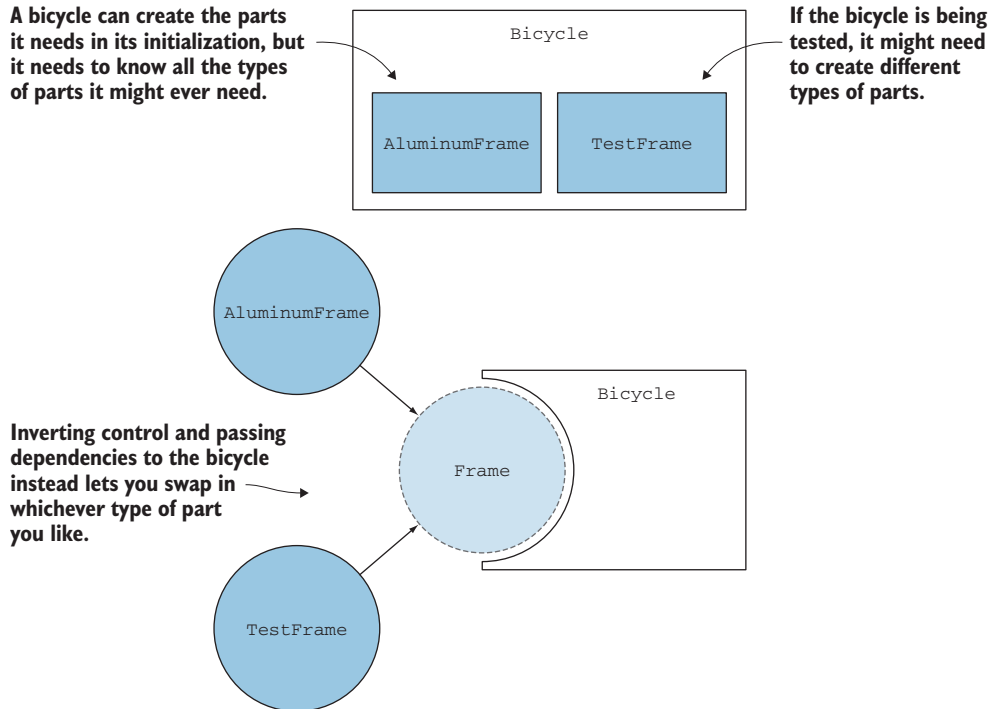 A bicycle can create the parts
it needs in its initialization, but
it needs to know all the types
of parts it might ever need.
Bicycle
AluminumFrame
TestFrame
If the bicycle is being
tested, it might need
to create different
types of parts.
AluminumFrame
Bicycle
Frame
Inverting control and passing
dependencies to the bicycle
instead lets you swap in
whichever type of part
you like.
TestFrame